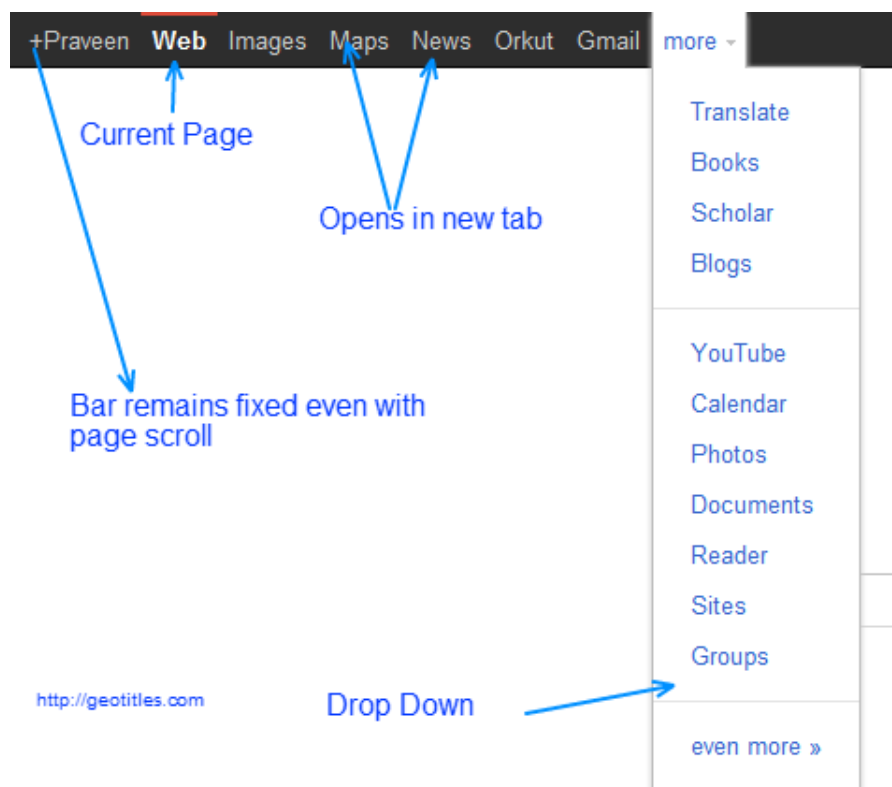 +Praveen Web Images Maps News Orkut Gmail more
Current Page
Opens in new tab
Bar remains fixed even with
page scroll
Translate
Books
Scholar
Blogs
YouTube
Calendar
Photos
Documents
Reader
Sites
Groups
even more »
Drop Down
http://geotitles.com